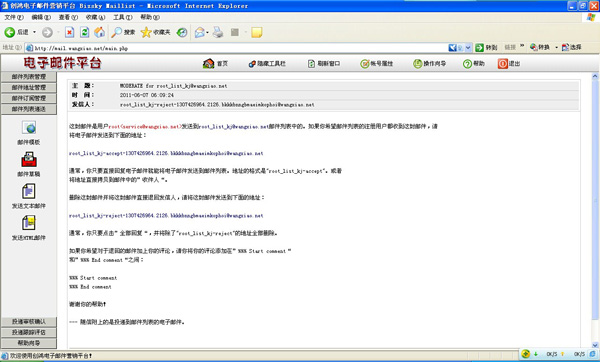 创鸿电子邮件营销平台 Bizsky Maillist - Microsoft Internet Explorer
文件(F) 编辑(E) 查看(V) 收藏(A) 工具(T) 帮助(H)
后退 搜索 收藏夹
地址(D) http://mail.wangxiao.net/main.php 转到 链接 » 转换 选择
电子邮件平台 首页 隐藏工具栏 刷新窗口 帐号属性 操作向导 帮助 退出
邮件列表管理
邮件地址管理
邮件订阅管理
邮件列表递送
邮件模板
邮件草稿
发送文本邮件
发送HTML邮件
投递审核确认
投递跟踪评估
帮助向导
主 题: MODERATE for root_list_kj@wangxiao.net
时 间: 2011-06-07 06:09:24
发信人: root_list_kj-reject-1307426964.2126.hkkkbnngbmaeimkophoi@wangxiao.net
这封邮件是用户root(service@wangxiao.net)发送到root_list_kj@wangxiao.net邮件列表中的。如果你希望邮件列表的注册用户都收到这封邮件,请
将电子邮件发送到下面的地址:
root_list_kj-accept-1307426964.2126.hkkkbnngbmaeimkophoi@wangxiao.net
通常,你只要直接回复电子邮件就能将电子邮件发送到邮件列表。地址的格式是"root_list_kj-accept"。或者
将地址直接拷贝到邮件中的" 收件人 "。
删除这封邮件并将这封邮件直接退回发信人,请将这封邮件发送到下面的地址:
root_list_kj-reject-1307426964.2126.hkkkbnngbmaeimkophoi@wangxiao.net
通常,你只要点击" 全部回复 ",并将除了"root_list_kj-reject"的地址全部删除。
如果你希望对于退回的邮件加上你的评论,请你将你的评论添加在" %%% Start comment "
和" %%% End comment "之间:
%%% Start comment
%%% End comment
谢谢你的帮助!
--- 随信附上的是投递到邮件列表的电子邮件。
欢迎使用创鸿电子邮件营销平台! 0K/S 0K/S